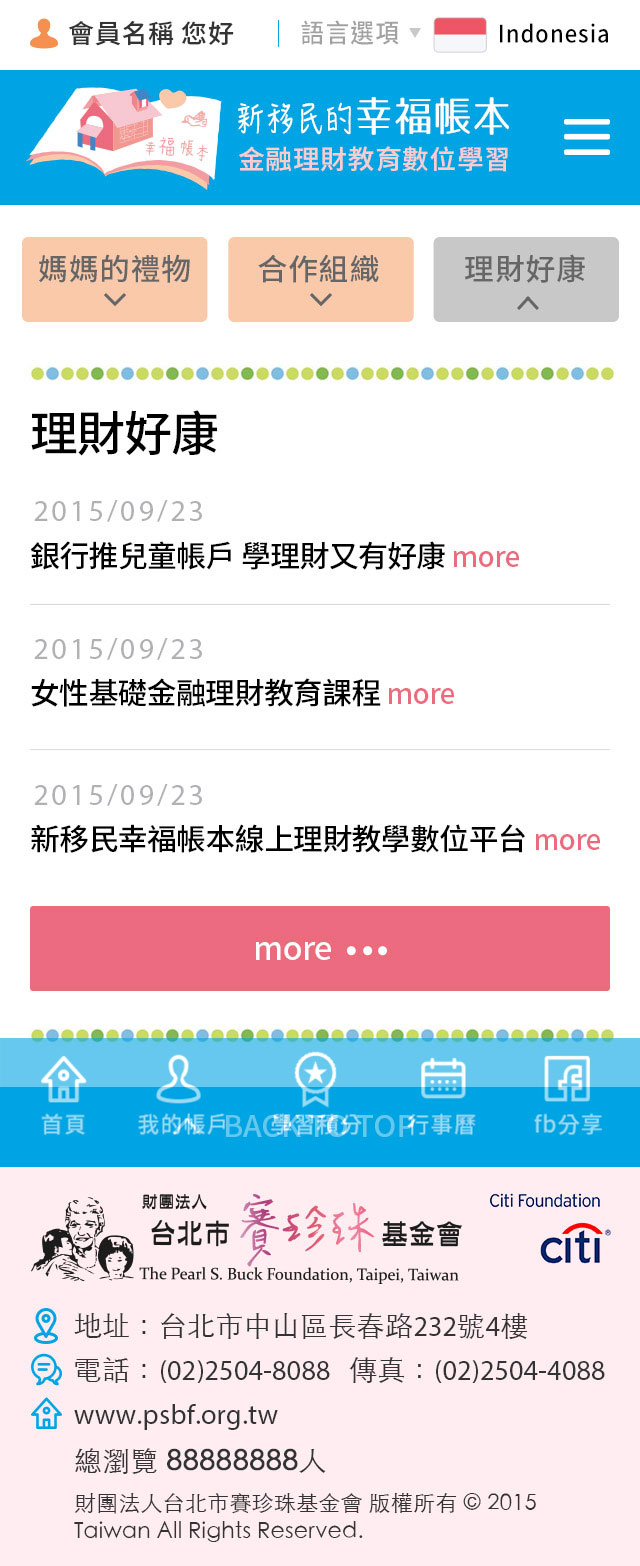 會員名稱 您好
語言選項
Indonesia
幸福帳本
新移民的幸福帳本
金融理財教育數位學習
媽媽的禮物
合作組織
理財好康
理財好康
2015/09/23
銀行推兒童帳戶 學理財又有好康 more
2015/09/23
女性基礎金融理財教育課程 more
2015/09/23
新移民幸福帳本線上理財教學數位平台 more
more •••
首頁
我的帳戶
學習積分
行事曆
fb分享
BACK TO TOP
財團法人
台北市賽珍珠基金會
The Pearl S. Buck Foundation, Taipei, Taiwan
Citi Foundation
citi
地址：台北市中山區長春路232號4樓
電話：(02)2504-8088 傳真：(02)2504-4088
www.psbf.org.tw
總瀏覽 88888888人
財團法人台北市賽珍珠基金會 版權所有 © 2015
Taiwan All Rights Reserved.